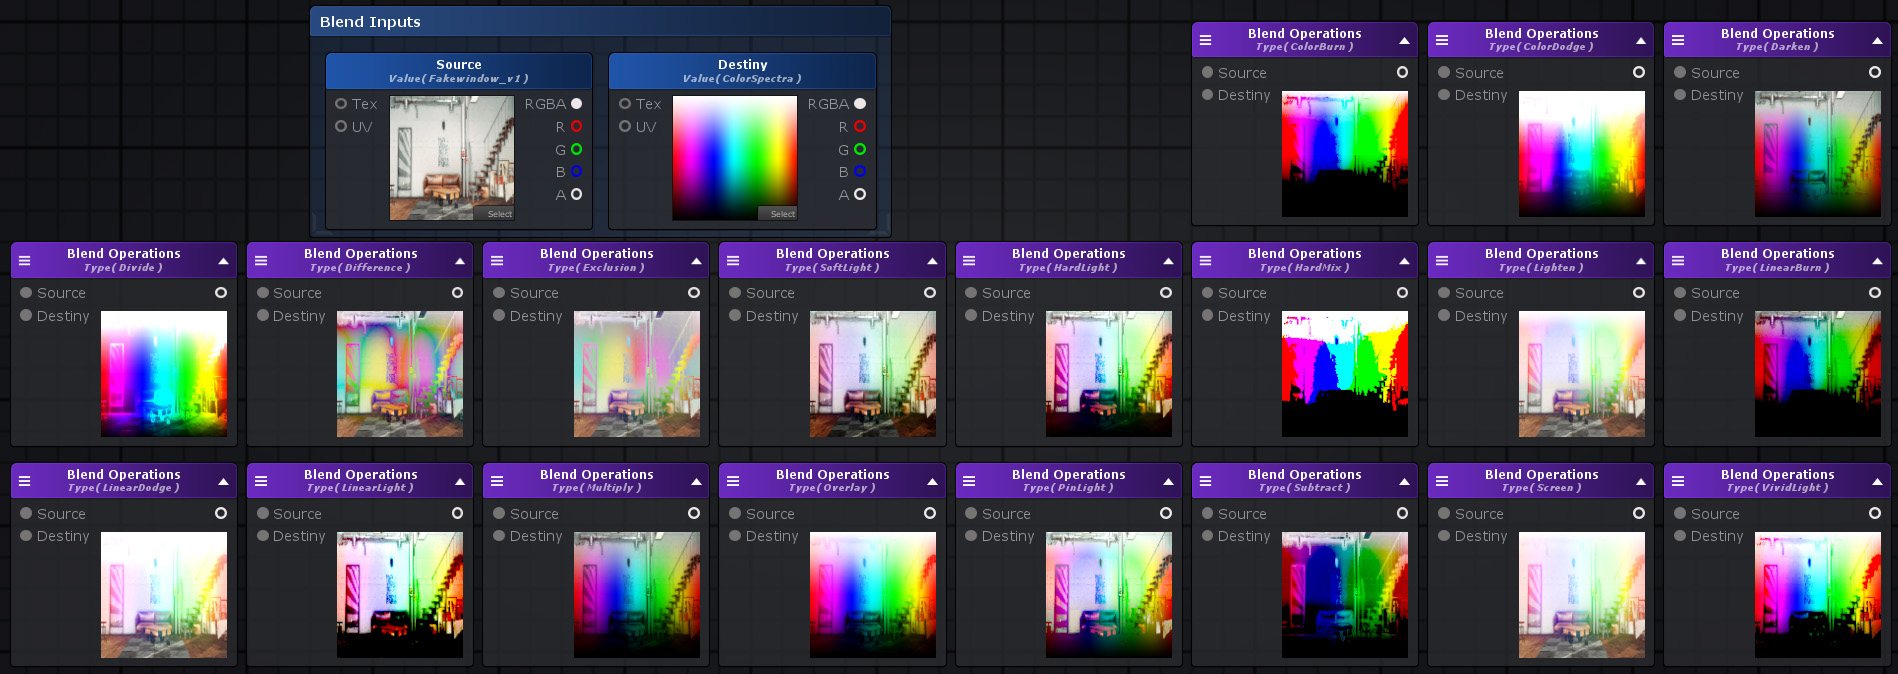 Blend Inputs
Source
Value( Fakewindow_v1 )
Tex
UV
RGBA
R
G
B
A
Select
Destiny
Value( ColorSpectra )
Tex
UV
RGBA
R
G
B
A
Select
Blend Operations
Type( ColorBurn )
Source
Destiny
Blend Operations
Type( ColorDodge )
Source
Destiny
Blend Operations
Type( Darken )
Source
Destiny
Blend Operations
Type( Divide )
Source
Destiny
Blend Operations
Type( Difference )
Source
Destiny
Blend Operations
Type( Exclusion )
Source
Destiny
Blend Operations
Type( SoftLight )
Source
Destiny
Blend Operations
Type( HardLight )
Source
Destiny
Blend Operations
Type( HardMix )
Source
Destiny
Blend Operations
Type( Lighten )
Source
Destiny
Blend Operations
Type( LinearBurn )
Source
Destiny
Blend Operations
Type( LinearDodge )
Source
Destiny
Blend Operations
Type( LinearLight )
Source
Destiny
Blend Operations
Type( Multiply )
Source
Destiny
Blend Operations
Type( Overlay )
Source
Destiny
Blend Operations
Type( PinLight )
Source
Destiny
Blend Operations
Type( Subtract )
Source
Destiny
Blend Operations
Type( Screen )
Source
Destiny
Blend Operations
Type( VividLight )
Source
Destiny